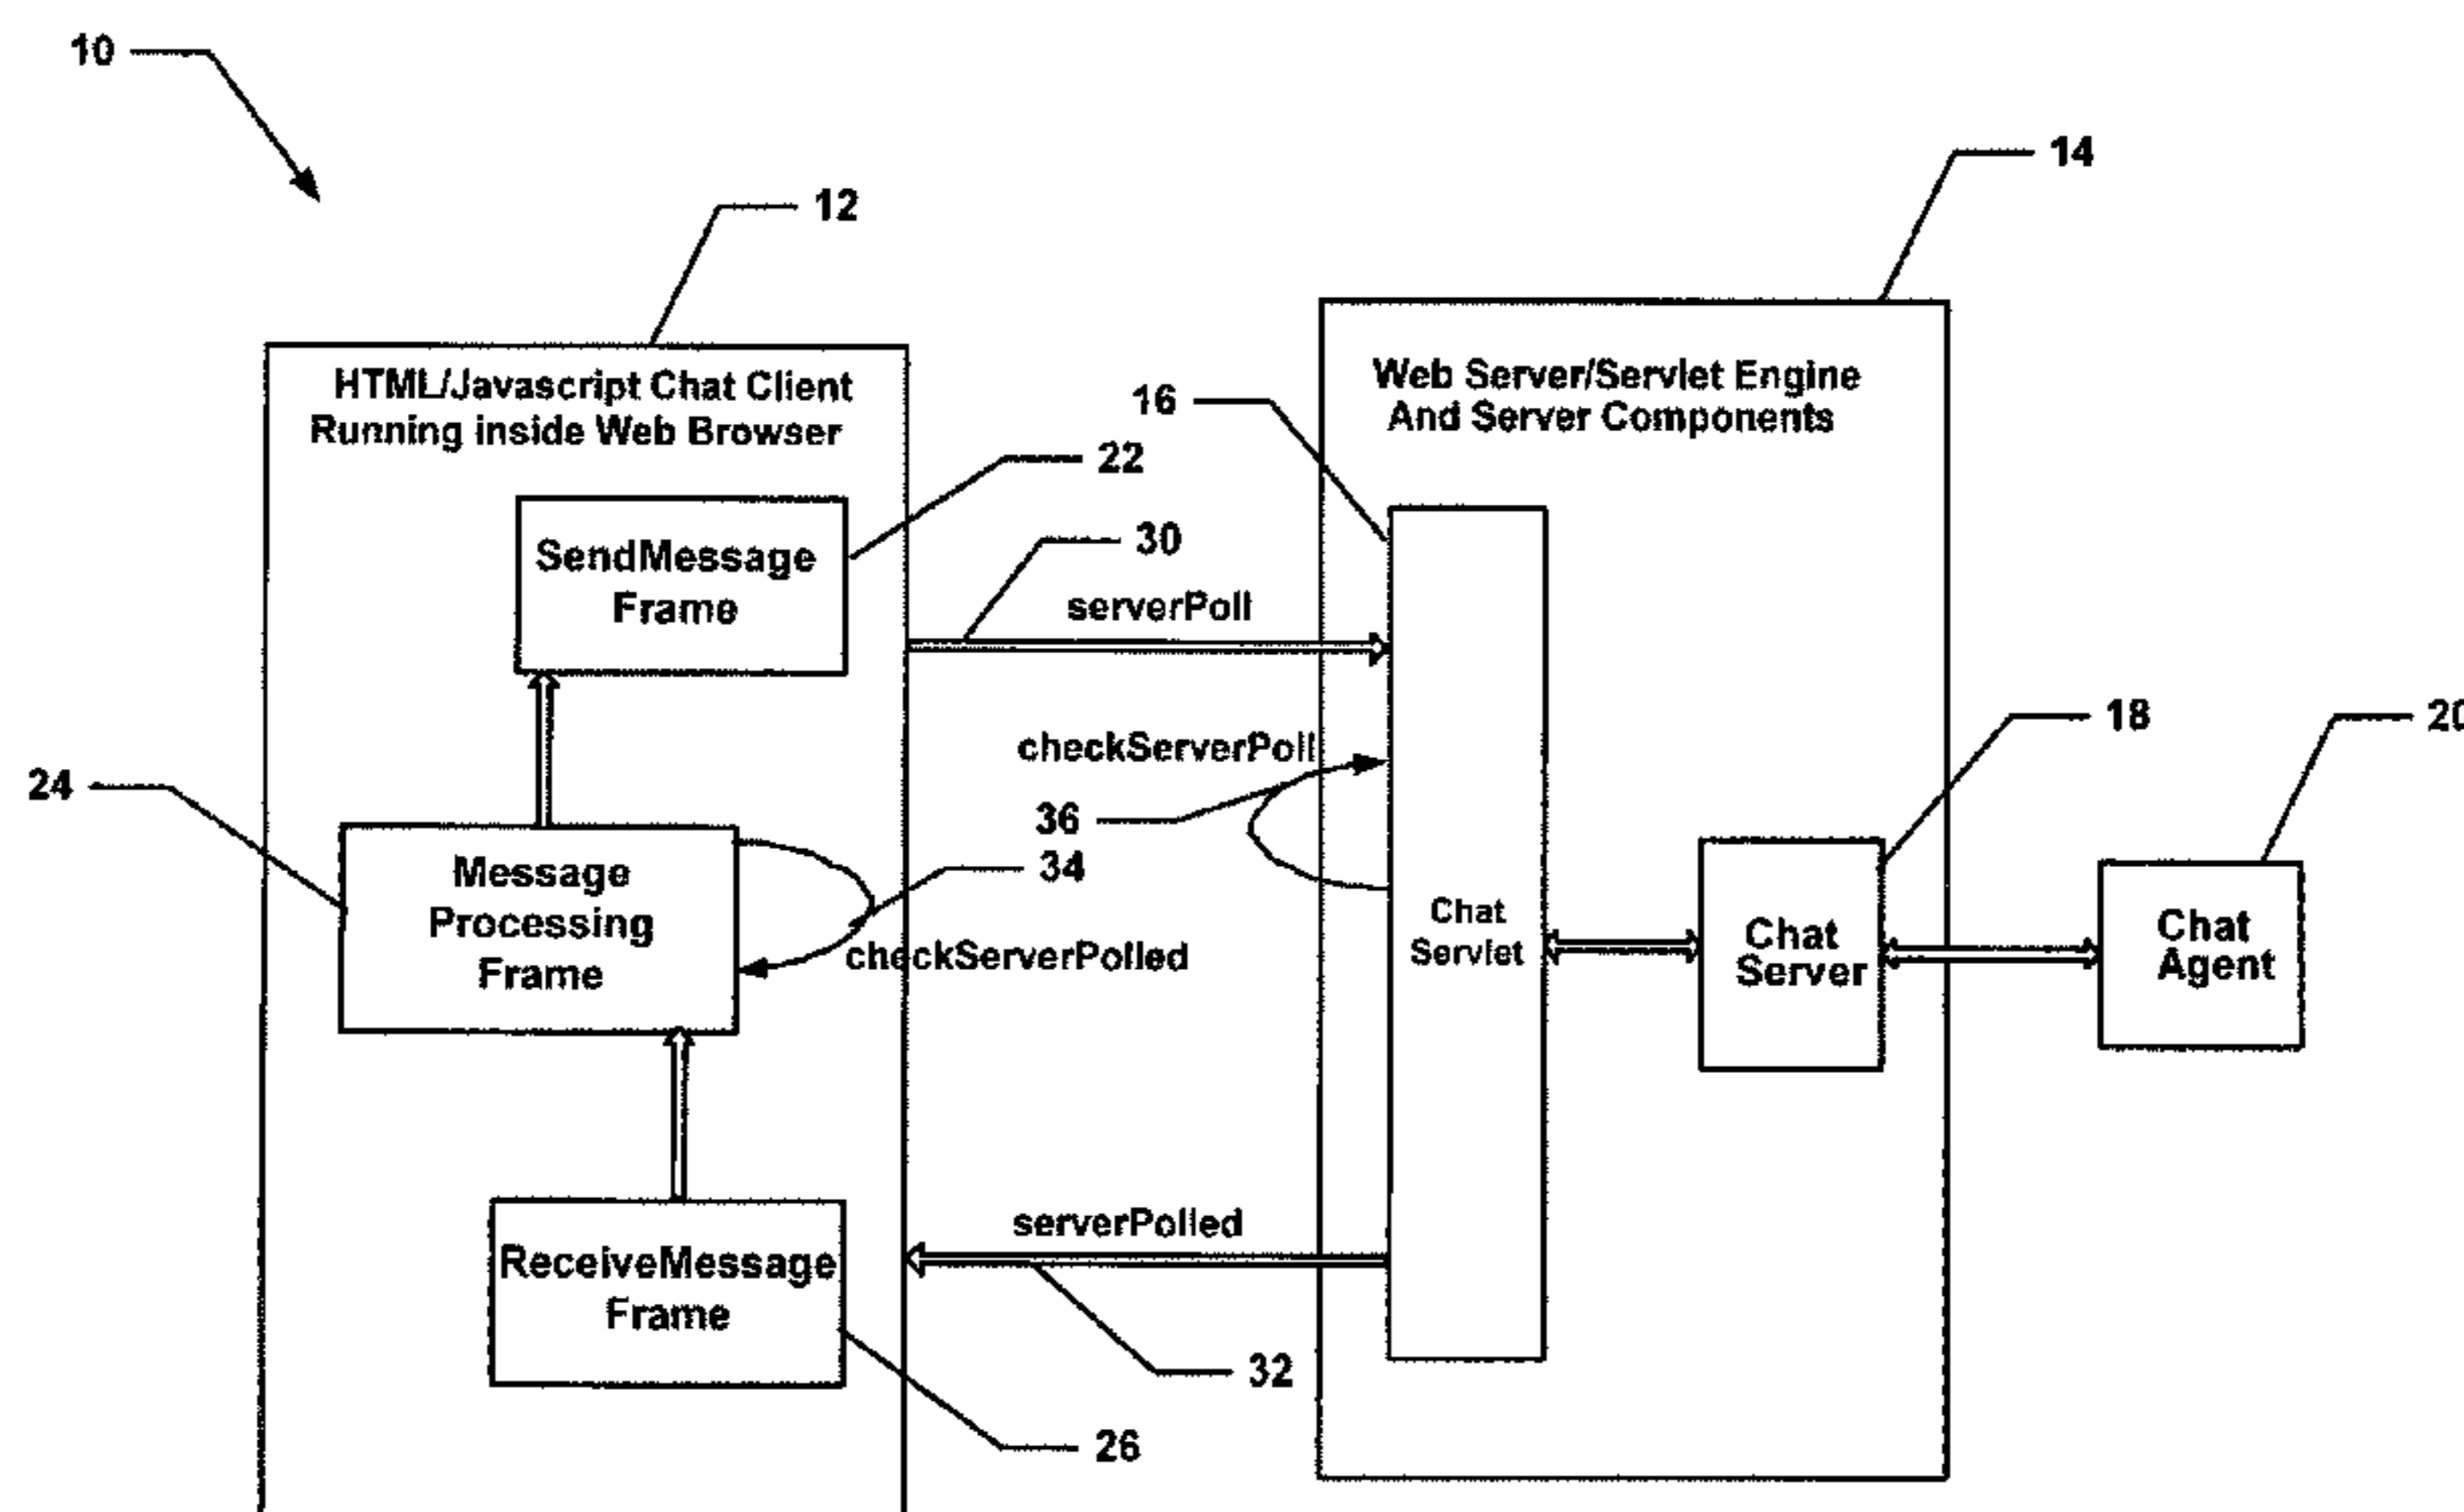 10
14
12
HTML/Javascript Chat Client
Running inside Web Browser
Web Server/Servlet Engine
And Server Components
16
22
SendMessage
Frame
30
serverPoll
checkServerPoll
18
20
24
36
34
Message
Processing
Frame
checkServerPolled
Chat
Servlet
Chat
Server
Chat
Agent
serverPolled
ReceiveMessage
Frame
32
26